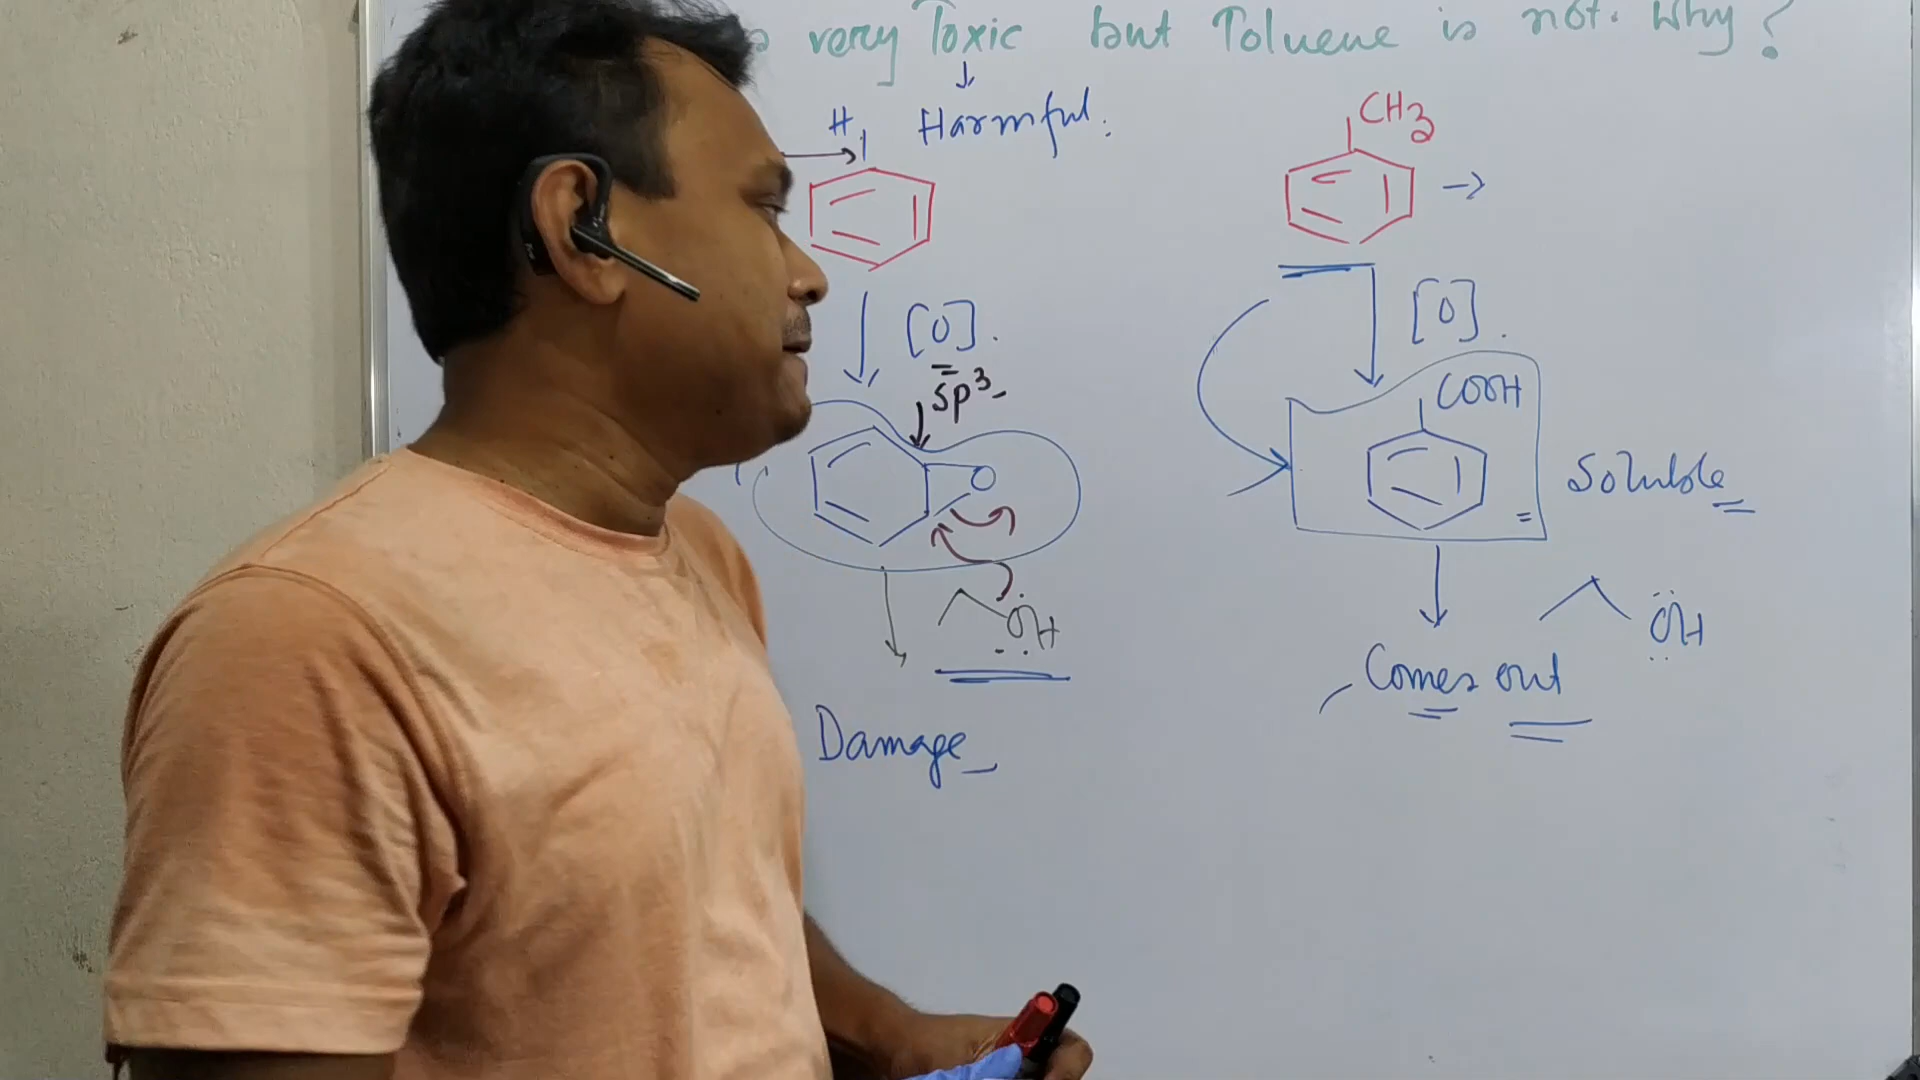 very Toxic but Toluene is not. Why?
Harmful.
H
CH3
[O].
[O].
sp3
COOH
O
Soluble
OH
OH
Comes out
Damage